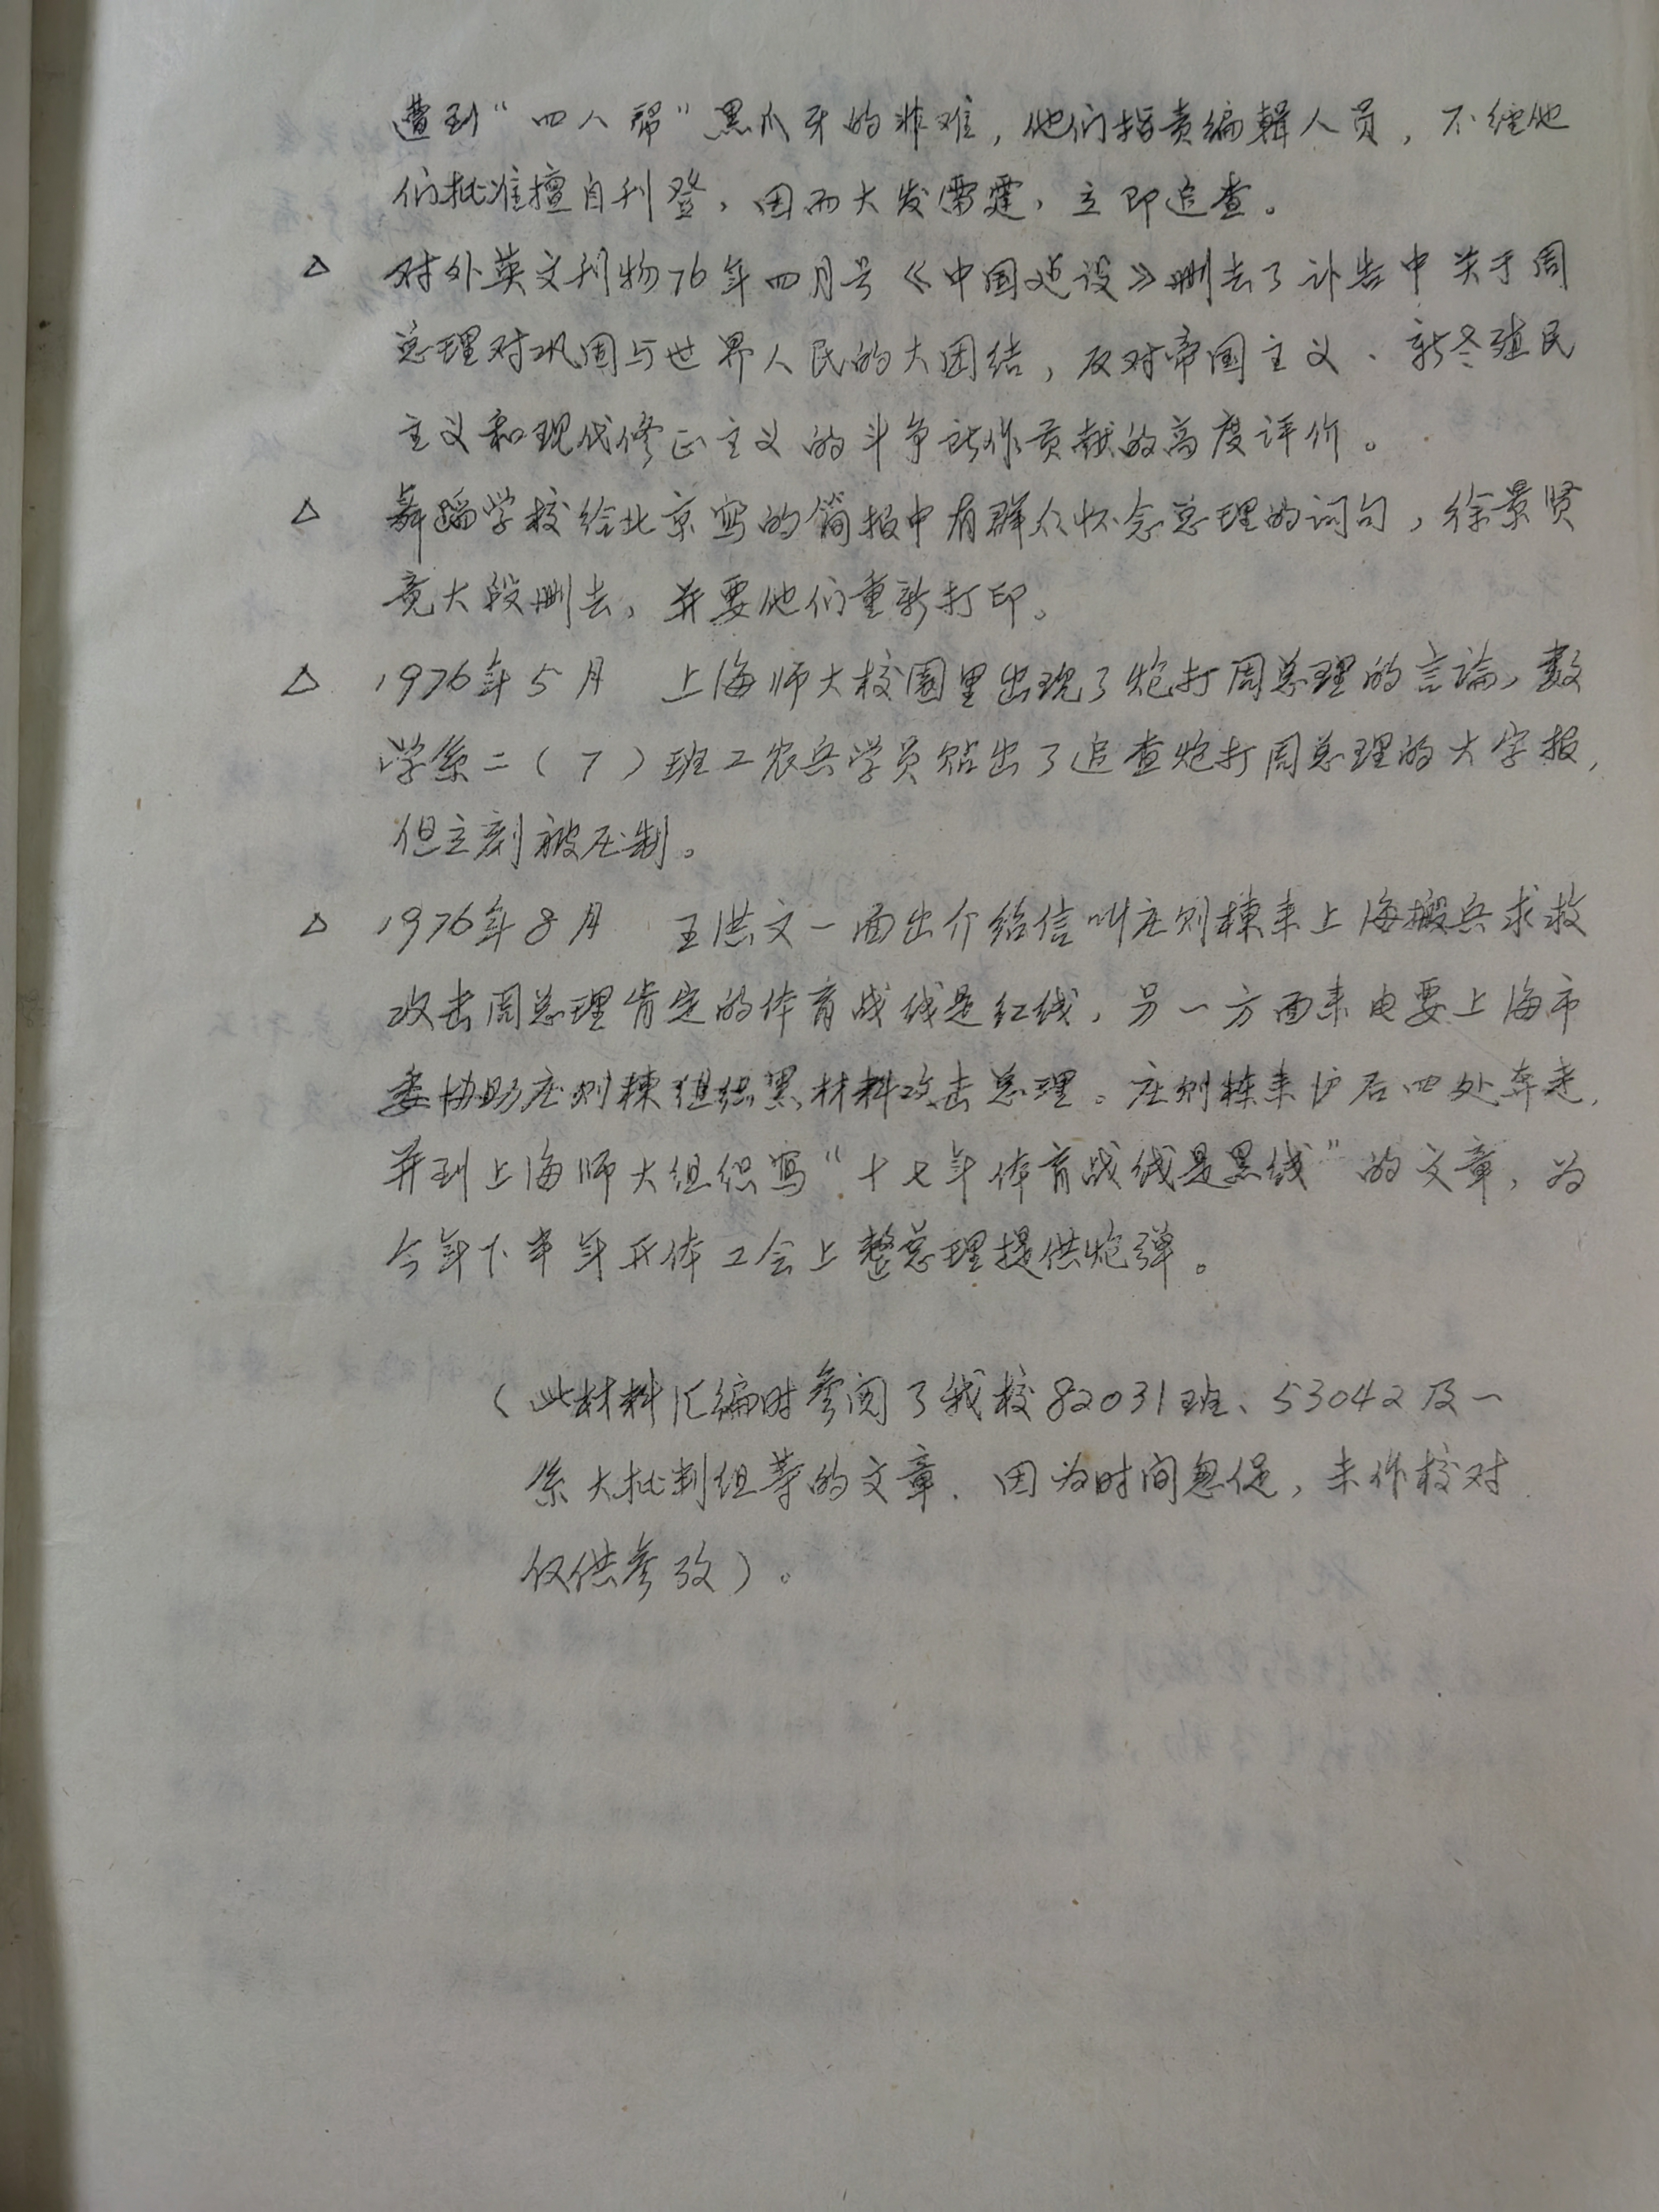 遭到“四人帮”黑爪牙的非难，他们指责编辑人员，不经他
们批准擅自刊登，因而大发雷霆，立即追查。
△ 对外英文刊物76年四月号《中国建设》删去了讣告中关于周
总理对巩固与世界人民的大团结，反对帝国主义、新老殖民
主义和现代修正主义的斗争所作贡献的高度评价。
△ 舞蹈学校给北京写的简报中有群众怀念总理的词句，徐景贤
竟大段删去，并要他们重新打印。
△ 1976年5月 上海师大校园里出现了炮打周总理的言论，数
学系二（7）班工农兵学员贴出了追查炮打周总理的大字报，
但立刻被压制。
△ 1976年8月 王洪文一面出介绍信叫庄则栋来上海搬兵求救
攻击周总理肯定的体育战线是红线，另一方面来电要上海市
委协助庄则栋组织黑材料攻击总理。庄则栋来沪后四处奔走，
并到上海师大组织写“十七年体育战线是黑线”的文章，为
今年下半年开体工会上整总理提供炮弹。
（此材料汇编时参阅了我校82031班、53042及一
系大批判组等的文章．因为时间怱促，未作校对
仅供参攷）。